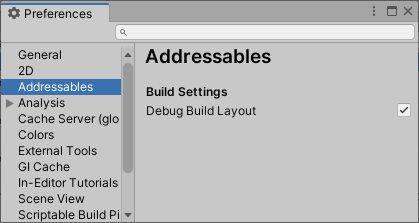 Preferences
General
2D
Addressables
Analysis
Cache Server (glo
Colors
External Tools
GI Cache
In-Editor Tutorials
Scene View
Scriptable Build Pi
Addressables
Build Settings
Debug Build Layout